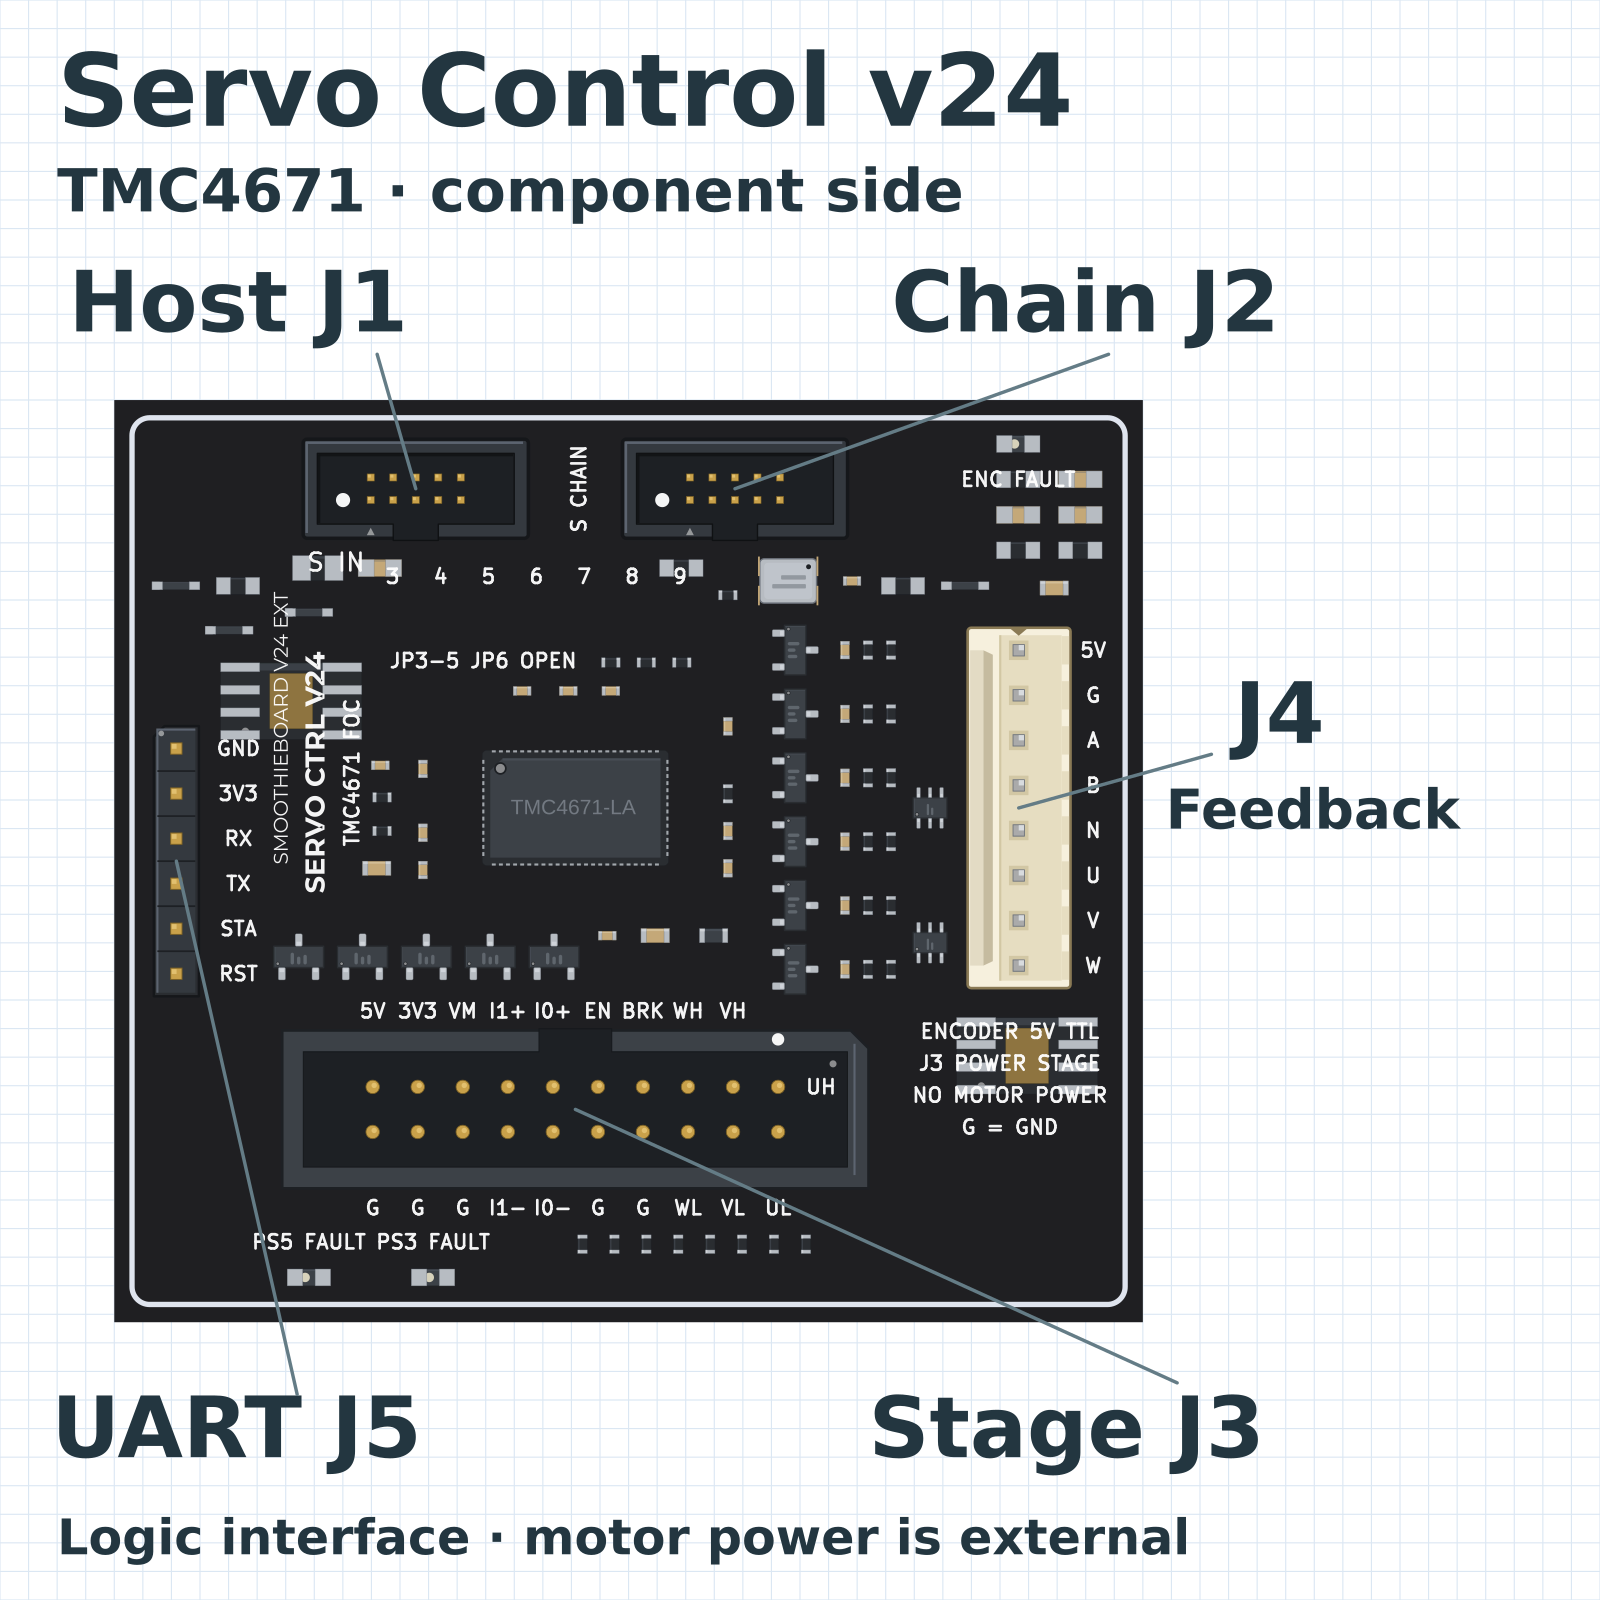 Servo Control v24
TMC4671 · component side
Host J1
Chain J2
S CHAIN
ENC FAULT
S IN
3 4 5 6 7 8 9
SMOOTHIEBOARD V24 EXT
SERVO CTRL V24
TMC4671 FOC
JP3-5 JP6 OPEN
5V
G
A
B
N
U
V
W
J4
Feedback
GND
3V3
RX
TX
STA
RST
TMC4671-LA
5V 3V3 VM I1+ I0+ EN BRK WH VH
UH
ENCODER 5V TTL
J3 POWER STAGE
NO MOTOR POWER
G = GND
G G G I1- I0- G G WL VL UL
PS5 FAULT PS3 FAULT
UART J5
Stage J3
Logic interface · motor power is external